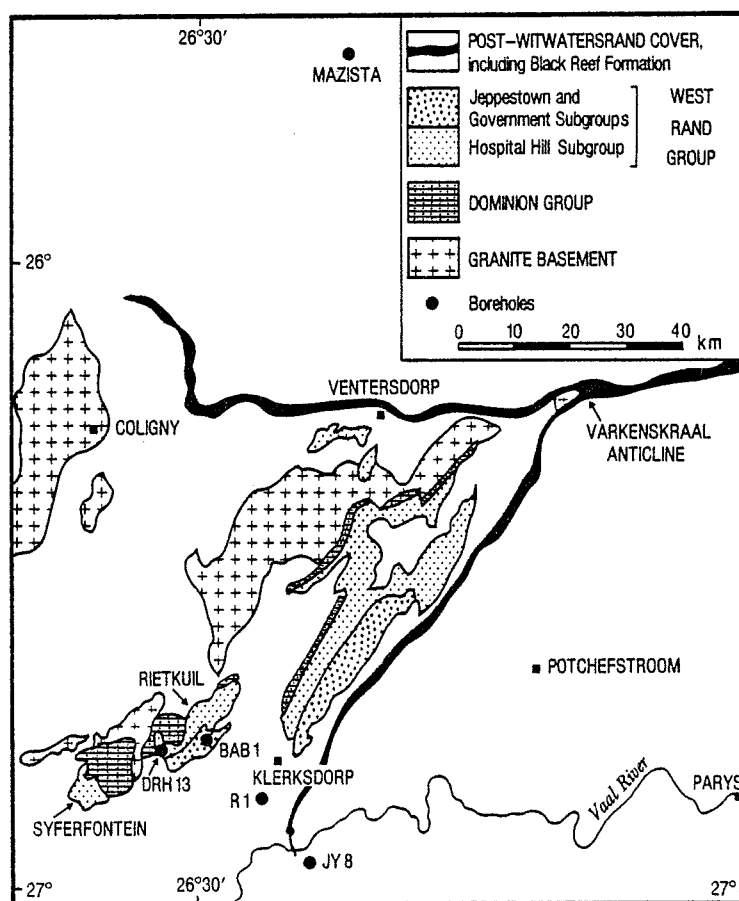 26°30'
MAZISTA
POST-WITWATERSRAND COVER,
including Black Reef Formation
Jeppestown and
Government Subgroups
Hospital Hill Subgroup
WEST
RAND
GROUP
DOMINION GROUP
GRANITE BASEMENT
Boreholes
0 10 20 30 40
km
26°
VENTERSDORP
COLIGNY
VARKENSKRAAL
ANTICLINE
RIETKUIL
POTCHEFSTROOM
BAB 1
DRH 13
KLERKSDORP
R 1
SYFERFONTEIN
Vaal River
PARYS
JY 8
27°
26°30'
27°